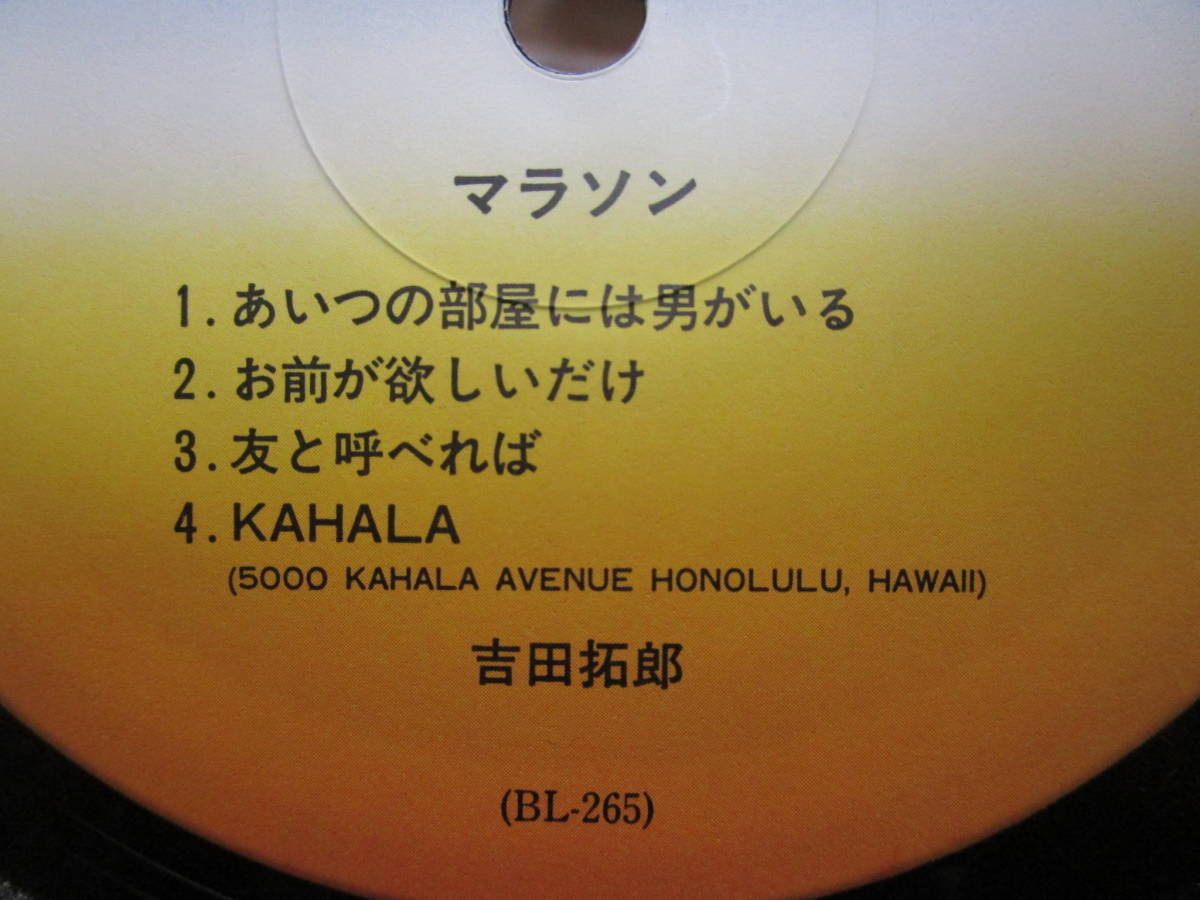 マラソン
1. あいつの部屋には男がいる
2. お前が欲しいだけ
3. 友と呼べれば
4. KAHALA
(5000 KAHALA AVENUE HONOLULU, HAWAII)
吉田拓郎
(BL-265)